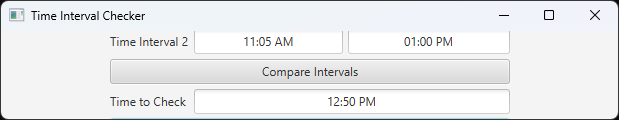 Time Interval Checker
Time Interval 2 11:05 AM 01:00 PM
Compare Intervals
Time to Check 12:50 PM